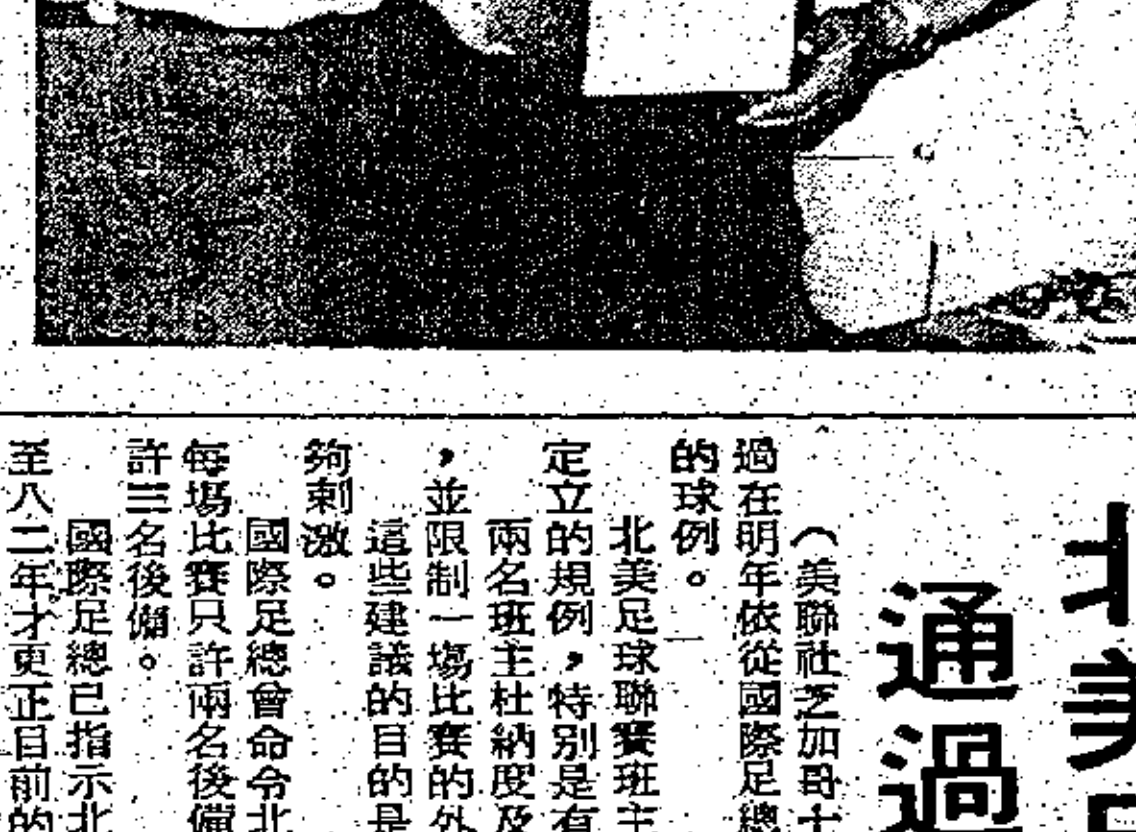 北美
通過
（美聯社芝加哥十
過在明年依從國際足總
的球例。
北美足球聯賽班主
定立的規例，特別是有
兩名班主杜納度及
，並限制一場比賽的外
這些建議的目的是
夠刺激。
國際足總會命令北
每場比賽只許兩名後備
許三名後備。
國際足總已指示北
至八二年才更正目前的